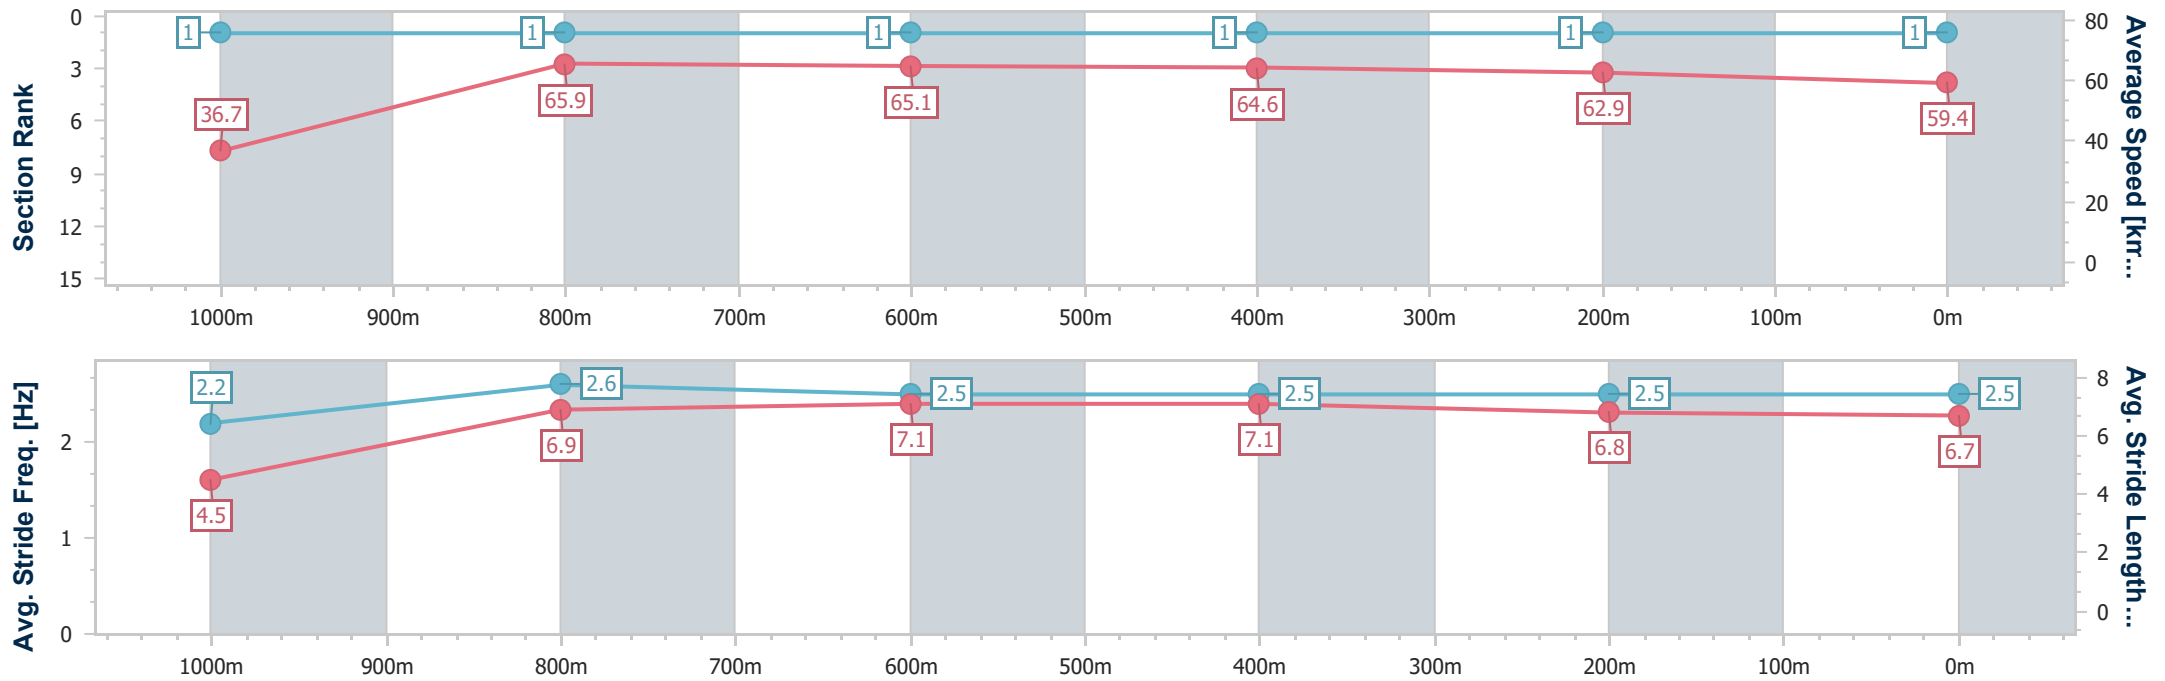 Section Rank
0
3
6
9
12
15
1 1 1 1 1 1
36.7 65.9 65.1 64.6 62.9 59.4
80
60
40
20
0
Average Speed [km...
1000m 900m 800m 700m 600m 500m 400m 300m 200m 100m 0m
Avg. Stride Freq. [Hz]
2
1
0
2.2 2.6 2.5 2.5 2.5 2.5
4.5 6.9 7.1 7.1 6.8 6.7
8
6
4
2
0
Avg. Stride Length...
1000m 900m 800m 700m 600m 500m 400m 300m 200m 100m 0m